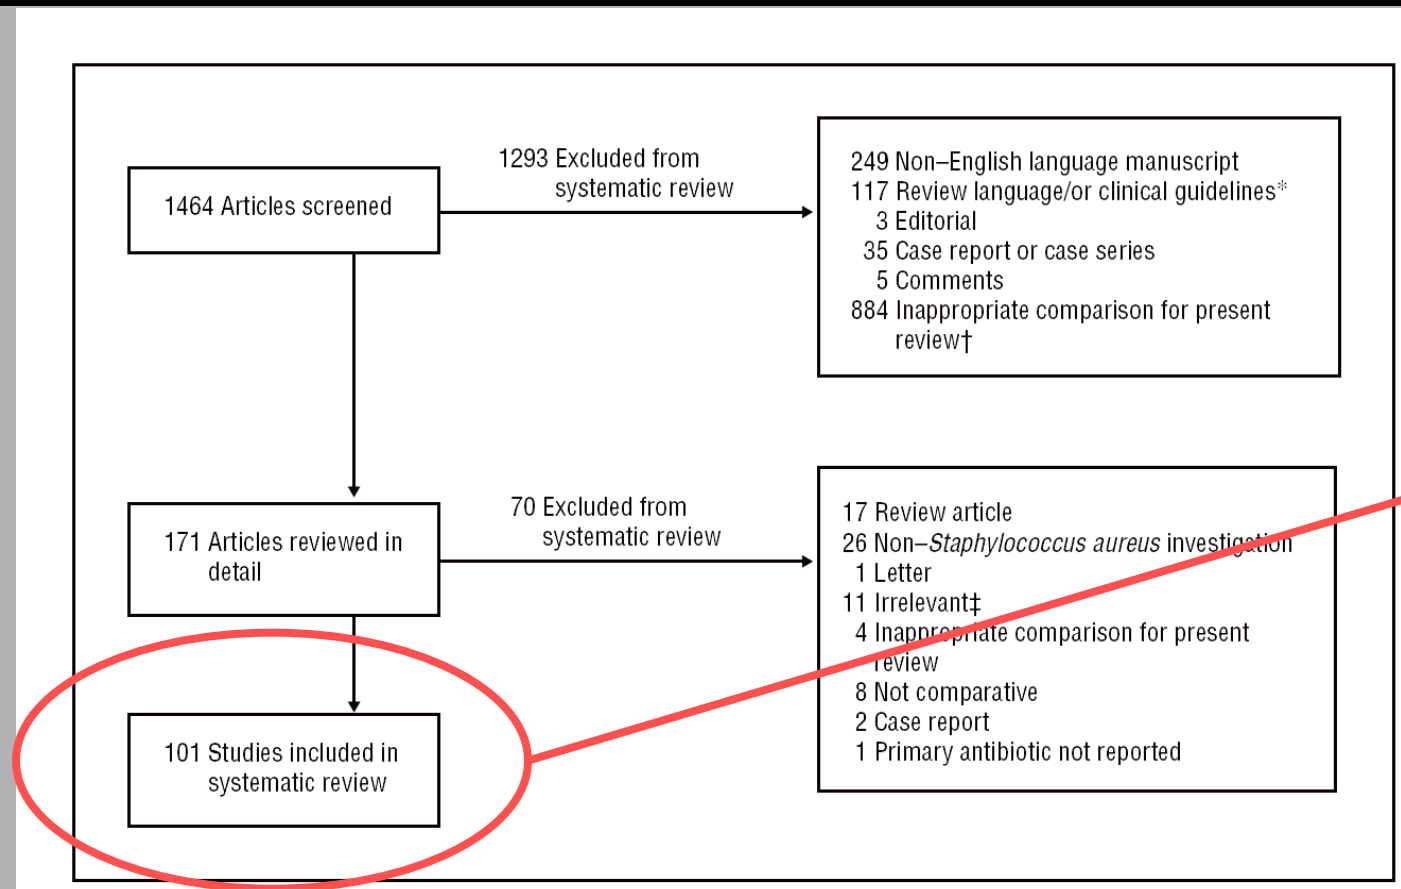 1464 Articles screened
1293 Excluded from
systematic review
249 Non–English language manuscript
117 Review language/or clinical guidelines*
3 Editorial
35 Case report or case series
5 Comments
884 Inappropriate comparison for present
review†
171 Articles reviewed in
detail
70 Excluded from
systematic review
17 Review article
26 Non–Staphylococcus aureus investigation
1 Letter
11 Irrelevant‡
4 Inappropriate comparison for present
review
8 Not comparative
2 Case report
1 Primary antibiotic not reported
101 Studies included in
systematic review